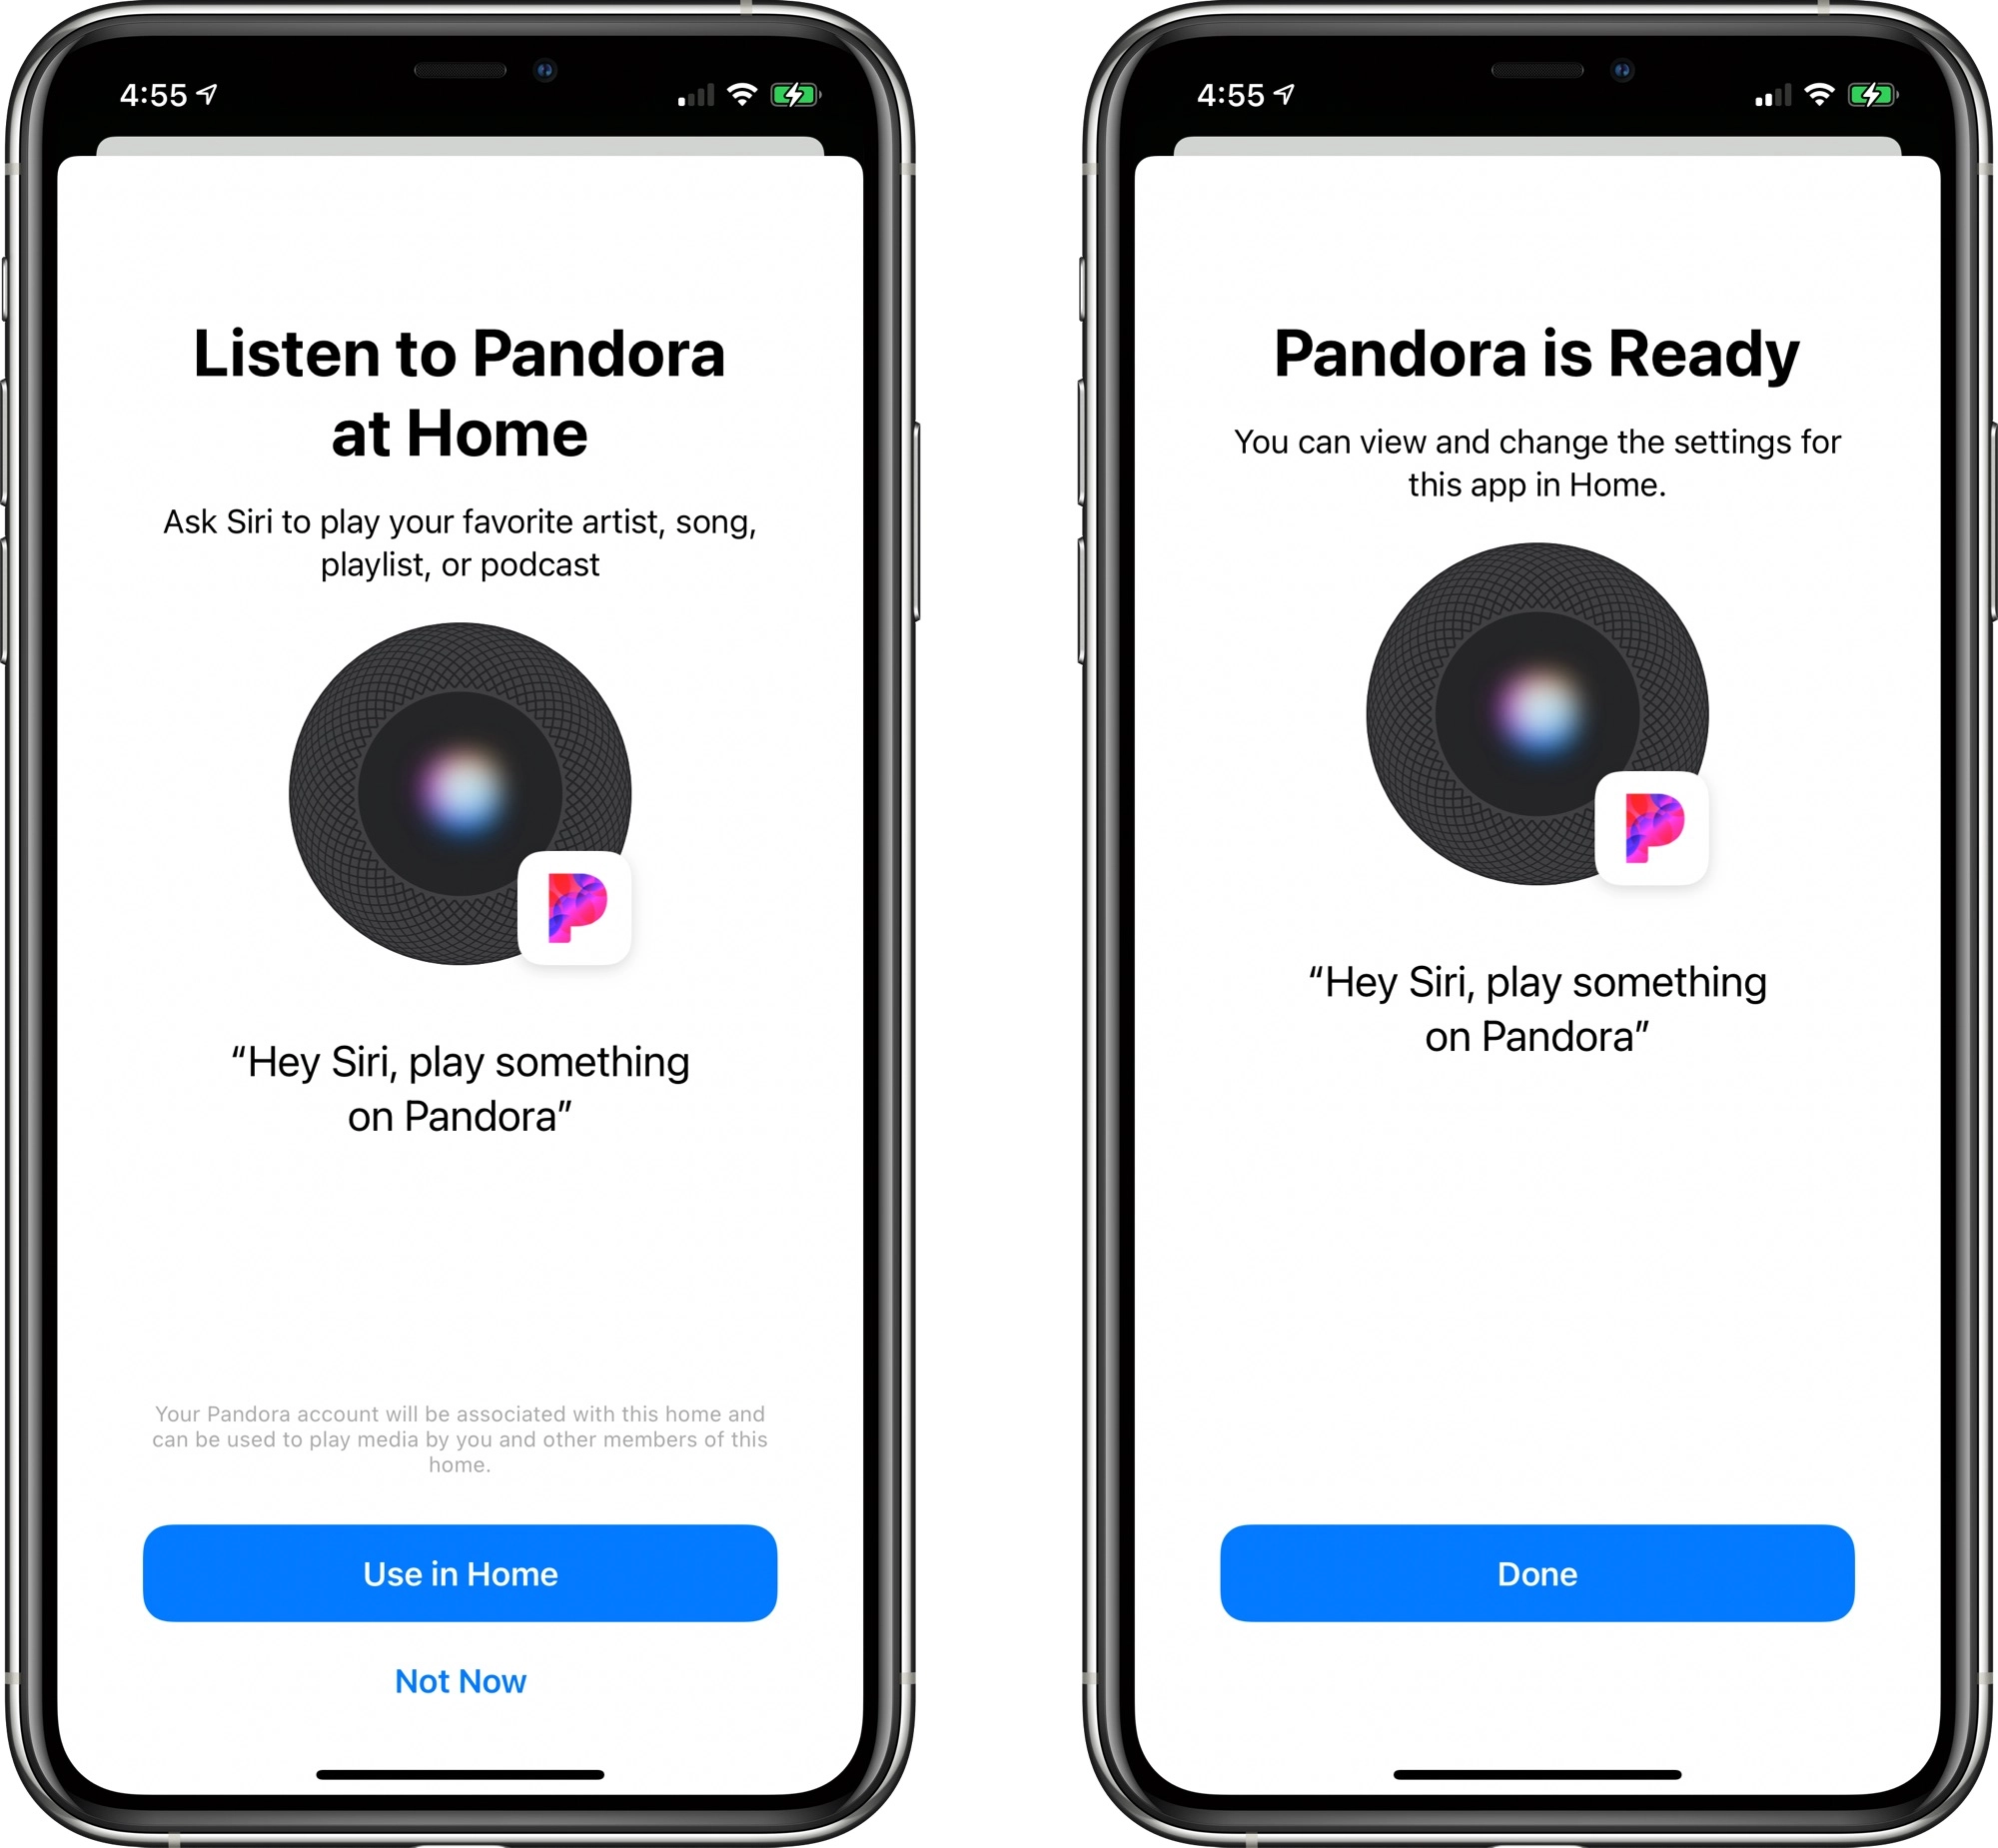 4:55
Listen to Pandora
at Home
Ask Siri to play your favorite artist, song,
playlist, or podcast
P
“Hey Siri, play something
on Pandora”
Your Pandora account will be associated with this home and
can be used to play media by you and other members of this
home.
Use in Home
Not Now
4:55
Pandora is Ready
You can view and change the settings for
this app in Home.
P
“Hey Siri, play something
on Pandora”
Done